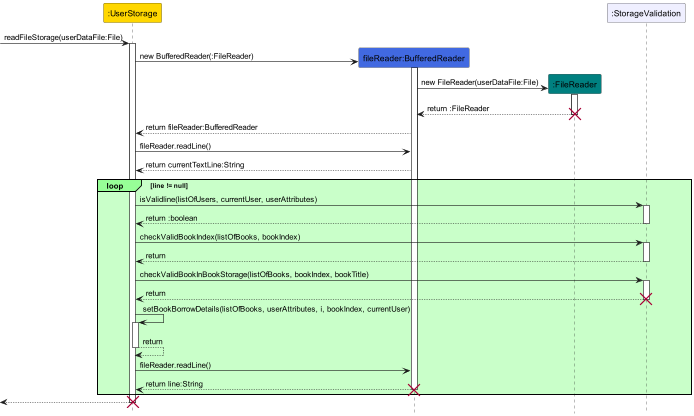 :UserStorage
:StorageValidation
readFileStorage(userDataFile:File)
new BufferedReader(:FileReader)
fileReader:BufferedReader
new FileReader(userDataFile:File)
:FileReader
return :FileReader
return fileReader:BufferedReader
fileReader.readLine()
return currentTextLine:String
loop
[line != null]
isValidline(listOfUsers, currentUser, userAttributes)
return :boolean
checkValidBookIndex(listOfBooks, bookIndex)
return
checkValidBookInBookStorage(listOfBooks, bookIndex, bookTitle)
return
setBookBorrowDetails(listOfBooks, userAttributes, i, bookIndex, currentUser)
return
fileReader.readLine()
return line:String